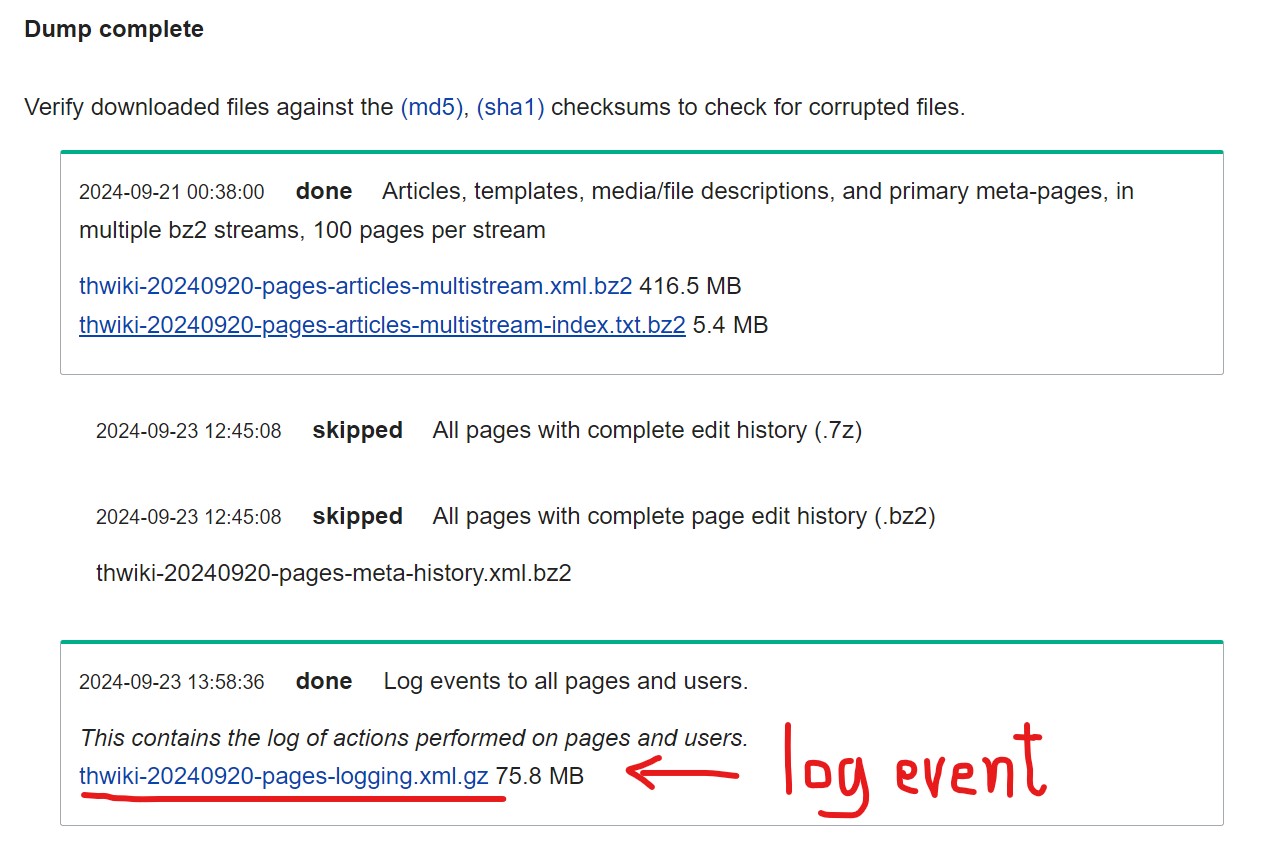 Dump complete
Verify downloaded files against the (md5), (sha1) checksums to check for corrupted files.
2024-09-21 00:38:00 done Articles, templates, media/file descriptions, and primary meta-pages, in
multiple bz2 streams, 100 pages per stream
thwiki-20240920-pages-articles-multistream.xml.bz2 416.5 MB
thwiki-20240920-pages-articles-multistream-index.txt.bz2 5.4 MB
2024-09-23 12:45:08 skipped All pages with complete edit history (.7z)
2024-09-23 12:45:08 skipped All pages with complete page edit history (.bz2)
thwiki-20240920-pages-meta-history.xml.bz2
2024-09-23 13:58:36 done Log events to all pages and users.
This contains the log of actions performed on pages and users.
thwiki-20240920-pages-logging.xml.gz 75.8 MB
log event